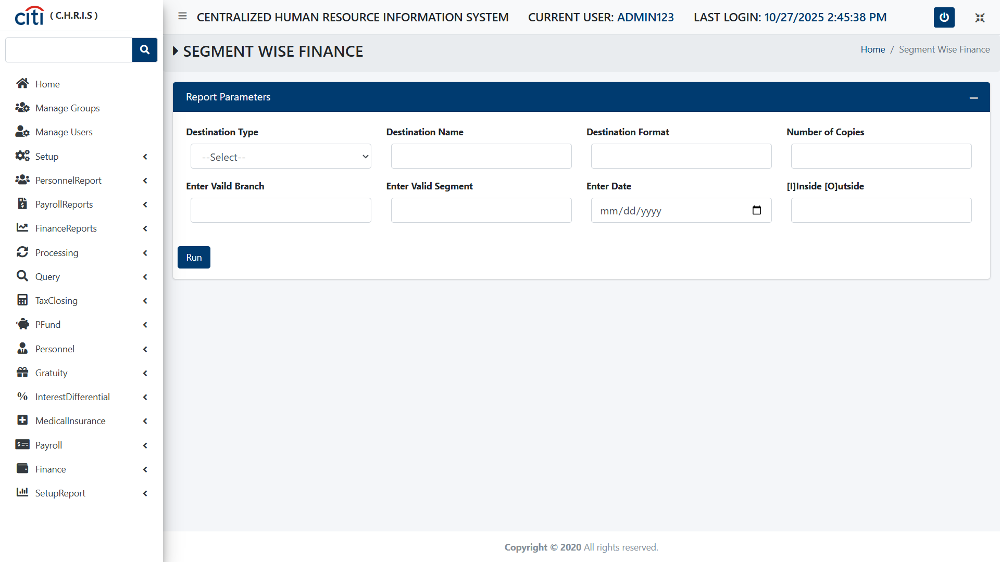 citi ( C.H.R.I.S )
CENTRALIZED HUMAN RESOURCE INFORMATION SYSTEM CURRENT USER: ADMIN123 LAST LOGIN: 10/27/2025 2:45:38 PM
SEGMENT WISE FINANCE
Home / Segment Wise Finance
Home
Manage Groups
Manage Users
Setup
PersonnelReport
PayrollReports
FinanceReports
Processing
Query
TaxClosing
PFund
Personnel
Gratuity
% InterestDifferential
MedicalInsurance
Payroll
Finance
SetupReport
Report Parameters
Destination Type Destination Name Destination Format Number of Copies
--Select--
Enter Vaild Branch Enter Valid Segment Enter Date [I]Inside [O]utside
mm/dd/yyyy
Run
Copyright © 2020 All rights reserved.